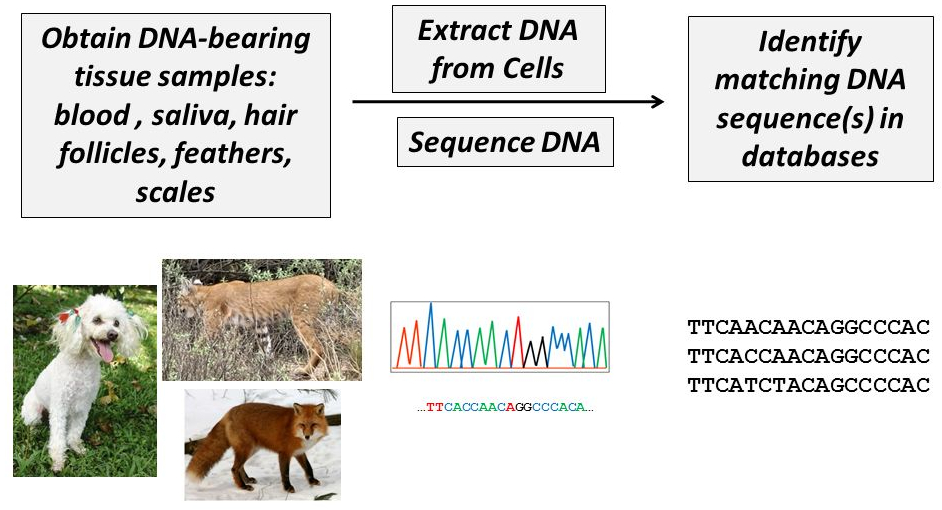 Obtain DNA-bearing
tissue samples:
blood , saliva, hair
follicles, feathers,
scales
Extract DNA
from Cells
Sequence DNA
Identify
matching DNA
sequence(s) in
databases
...TTCACCAACAGGCCCACA...
TTCAACAACAGGCCCAC
TTCACCAACAGGCCCAC
TTCATCTACAGCCCCAC